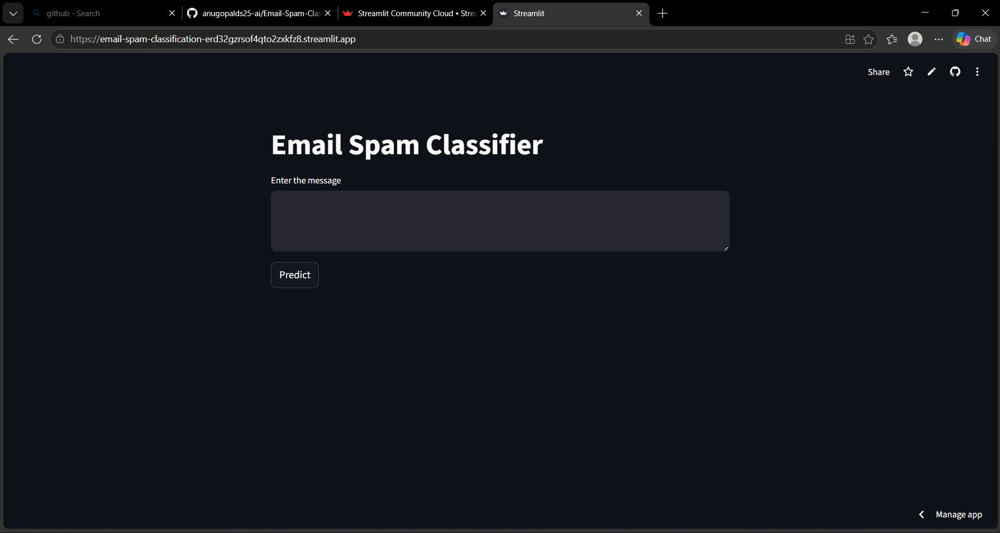 github - Search
anugopalds25-ai/Email-Spam-Clas
Streamlit Community Cloud • Strea
Streamlit
https://email-spam-classification-erd32gzrsof4qto2zxkfz8.streamlit.app
Chat
Share
Email Spam Classifier
Enter the message
Predict
Manage app